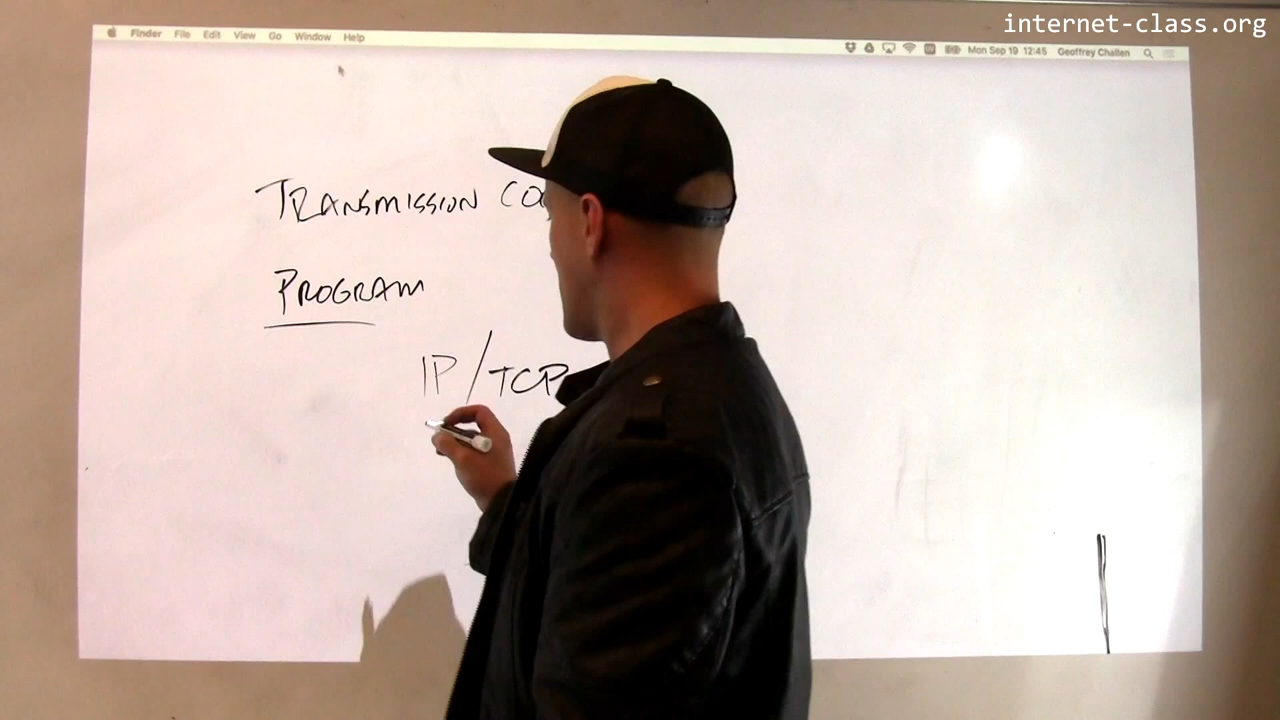 internet-class.org
Finder File Edit View Go Window Help
Mon Sep 19 12:45 Geoffrey Challen
TRANSMISSION CO
PROGRAM
IP/TCP